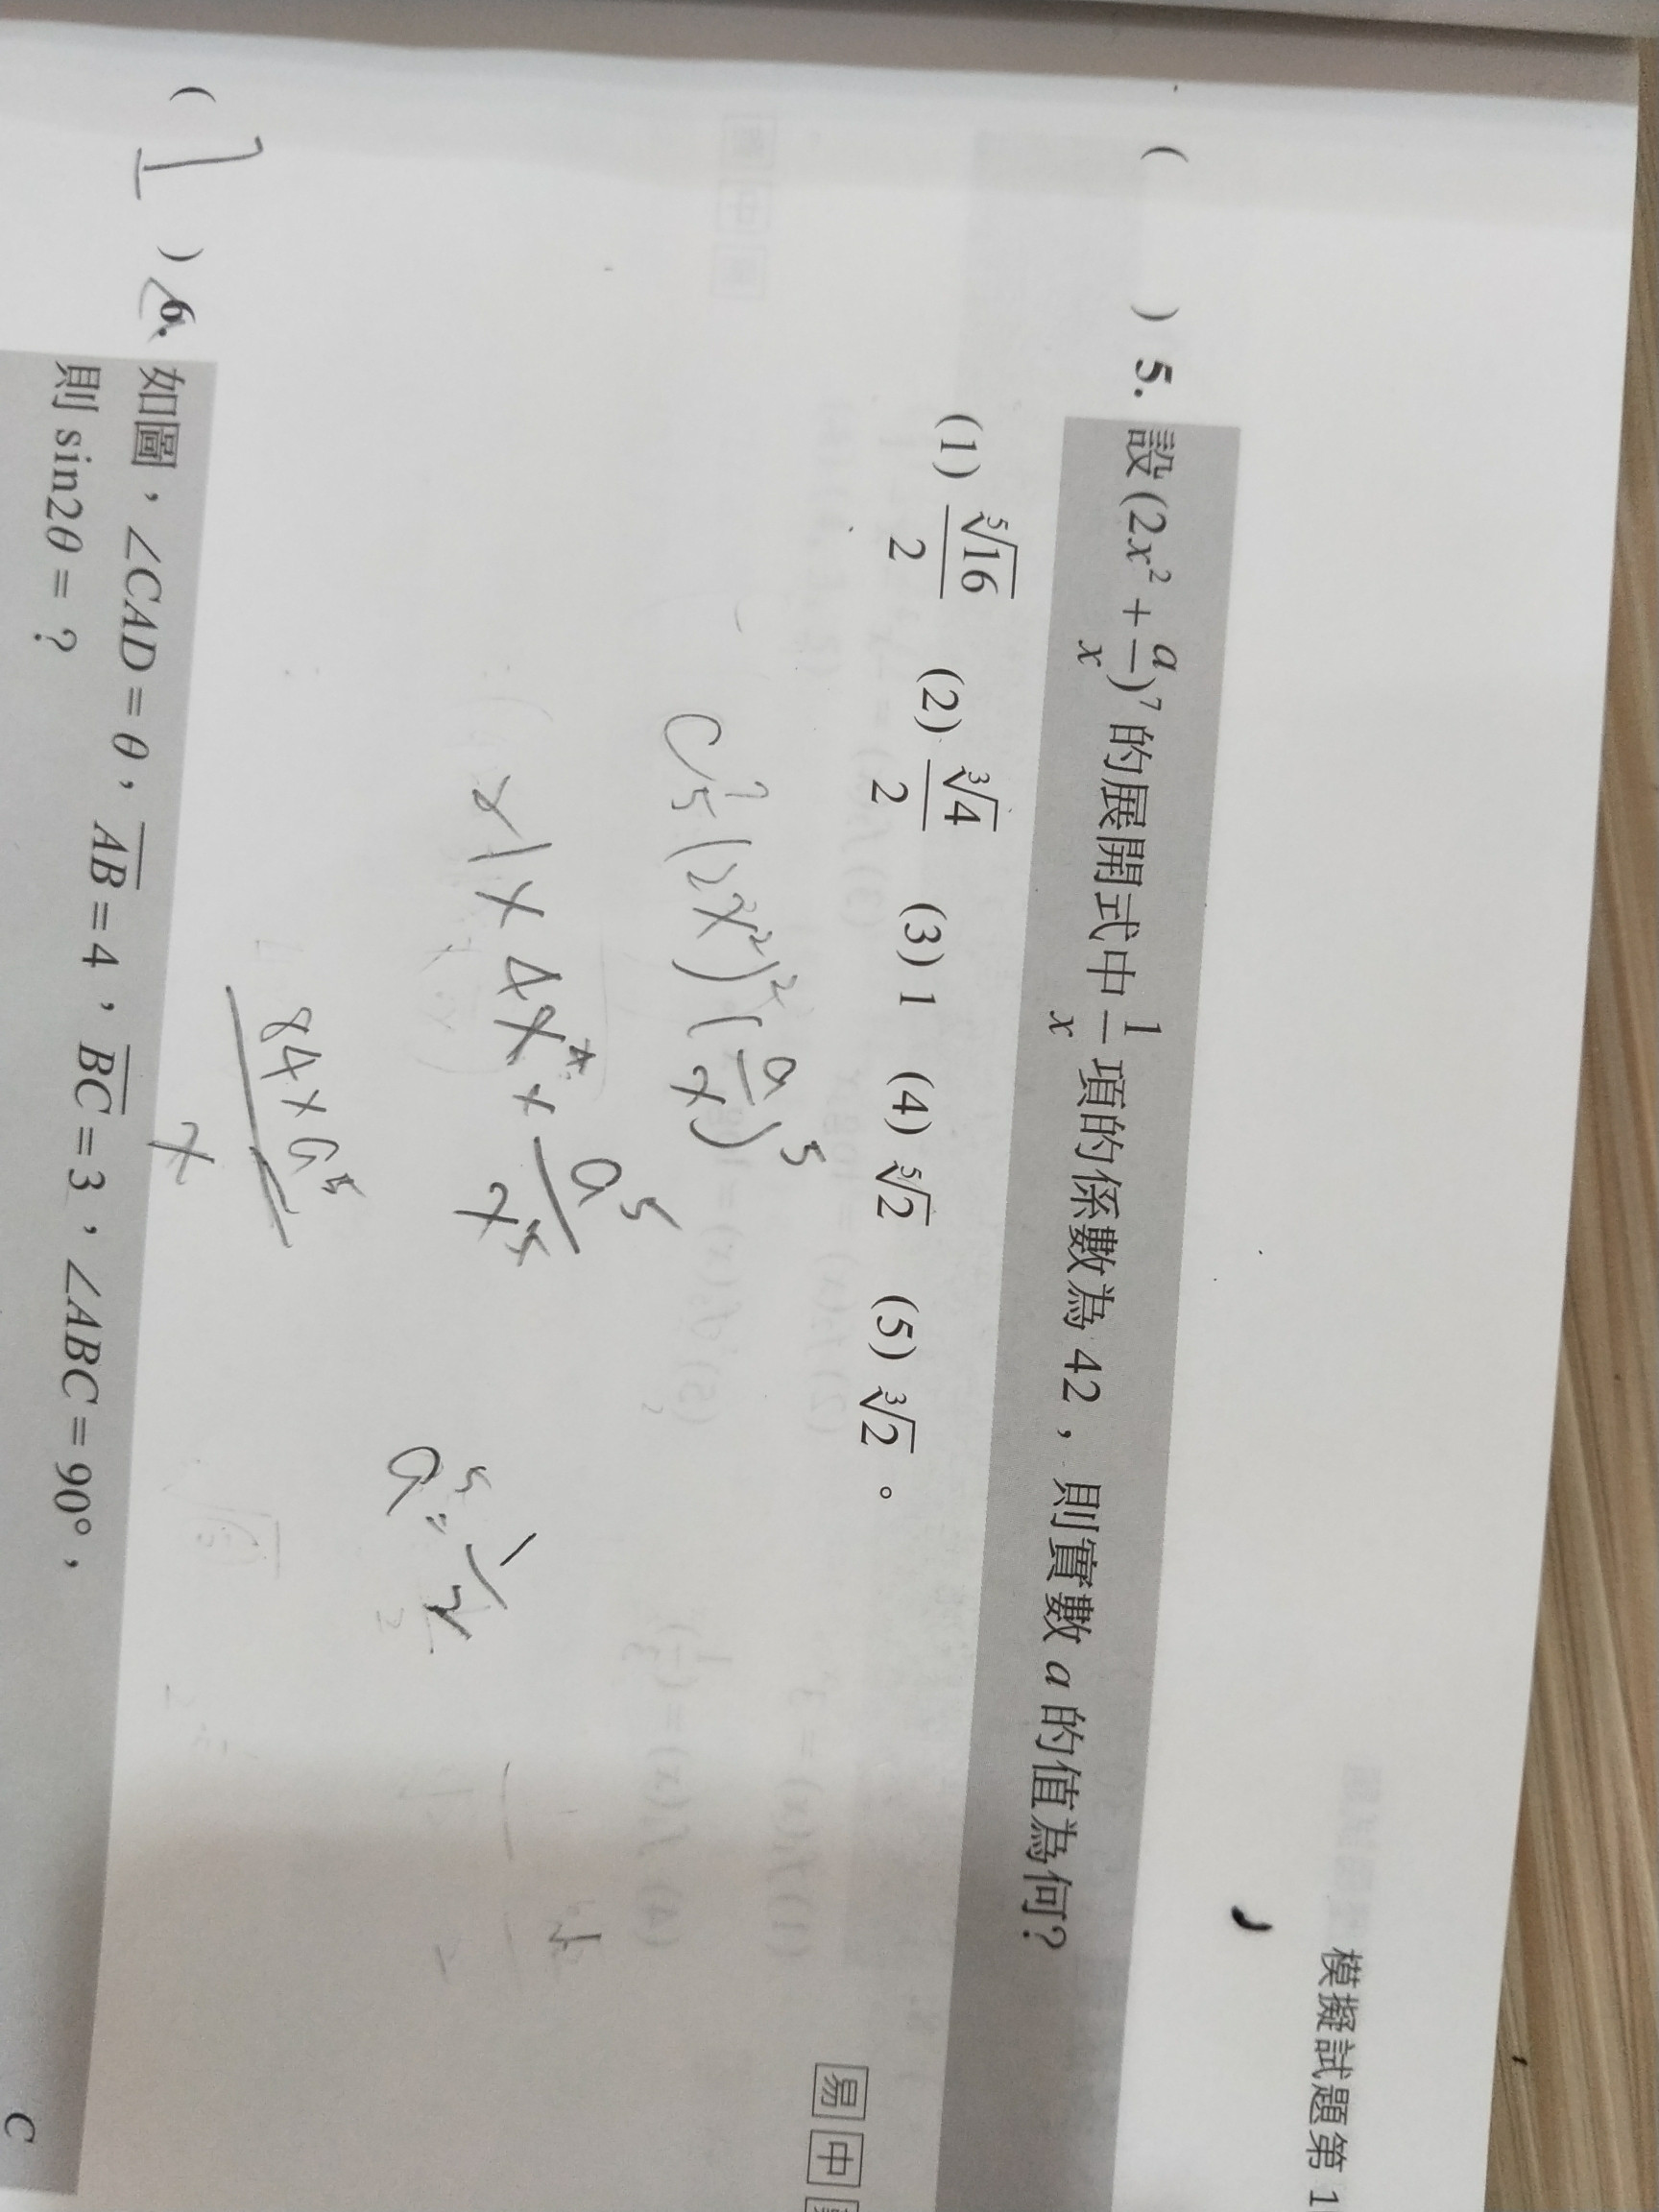 模擬試題第 1
( ) 5. 設 (2x² + a/x)⁷ 的展開式中 1/x 項的係數為 42，則實數 a 的值為何？
(1) ⁵√16/2 (2) ³√4/2 (3) 1 (4) ⁵√2 (5) ³√2 。
易 中
C⁷₅ (2x²)² (a/x)⁵
21 × 4x⁴ × a⁵/x⁵
84 × a⁵/x
a⁵ = 1/2
( 1 ) 6. 如圖，∠CAD = θ，AB = 4，BC = 3，∠ABC = 90°，
則 sin2θ = ？
C